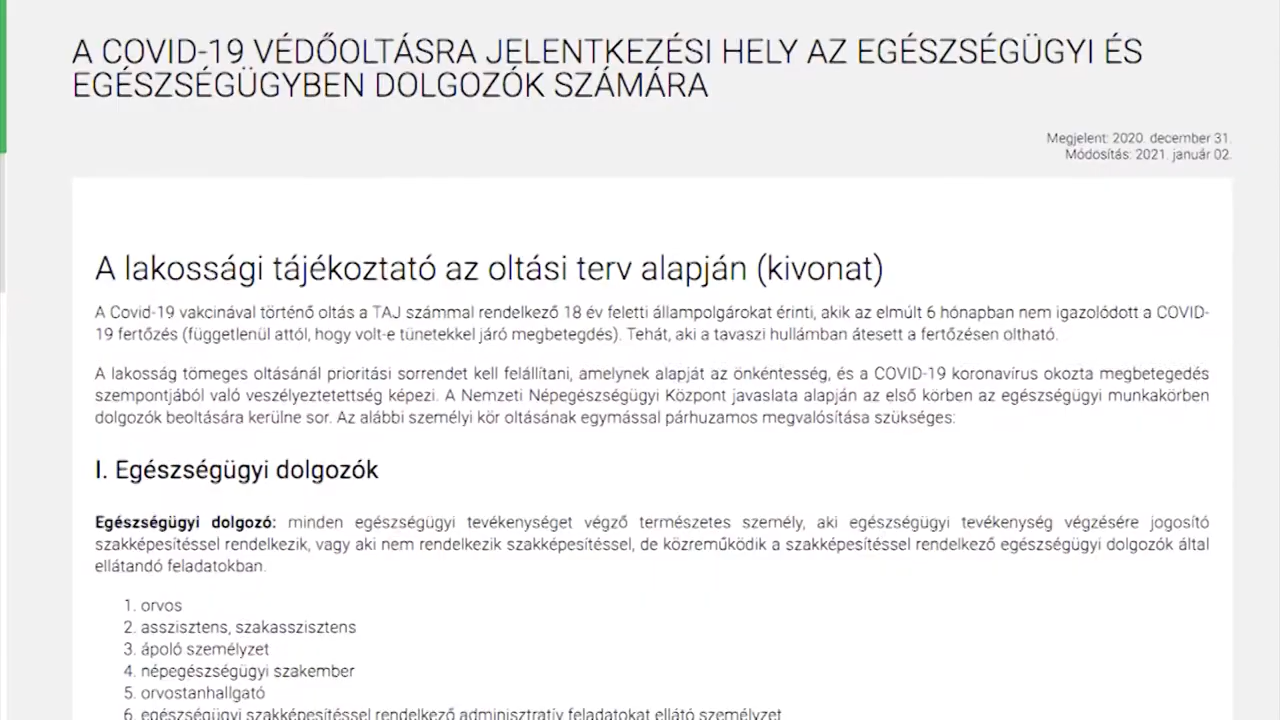 A COVID-19 VÉDŐOLTÁSRA JELENTKEZÉSI HELY AZ EGÉSZSÉGÜGYI ÉS
EGÉSZSÉGÜGYBEN DOLGOZÓK SZÁMÁRA
Megjelent: 2020. december 31.
Módosítás: 2021. január 02.
A lakossági tájékoztató az oltási terv alapján (kivonat)
A Covid-19 vakcinával történő oltás a TAJ számmal rendelkező 18 év feletti állampolgárokat érinti, akik az elmúlt 6 hónapban nem igazolódott a COVID-
19 fertőzés (függetlenül attól, hogy volt-e tünetekkel járó megbetegdés). Tehát, aki a tavaszi hullámban átesett a fertőzésen oltható.
A lakosság tömeges oltásánál prioritási sorrendet kell felállítani, amelynek alapját az önkéntesség, és a COVID-19 koronavírus okozta megbetegedés
szempontjából való veszélyeztetettség képezi. A Nemzeti Népegészségügyi Központ javaslata alapján az első körben az egészségügyi munkakörben
dolgozók beoltására kerülne sor. Az alábbi személyi kör oltásának egymással párhuzamos megvalósítása szükséges:
I. Egészségügyi dolgozók
Egészségügyi dolgozó: minden egészségügyi tevékenységet végző természetes személy, aki egészségügyi tevékenység végzésére jogosító
szakképesítéssel rendelkezik, vagy aki nem rendelkezik szakképesítéssel, de közreműködik a szakképesítéssel rendelkező egészségügyi dolgozók által
ellátandó feladatokban.
1. orvos
2. asszisztens, szakasszisztens
3. ápoló személyzet
4. népegészségügyi szakember
5. orvostanhallgató
6. egészségügyi szakképesítéssel rendelkező adminisztratív feladatokat ellátó személyzet